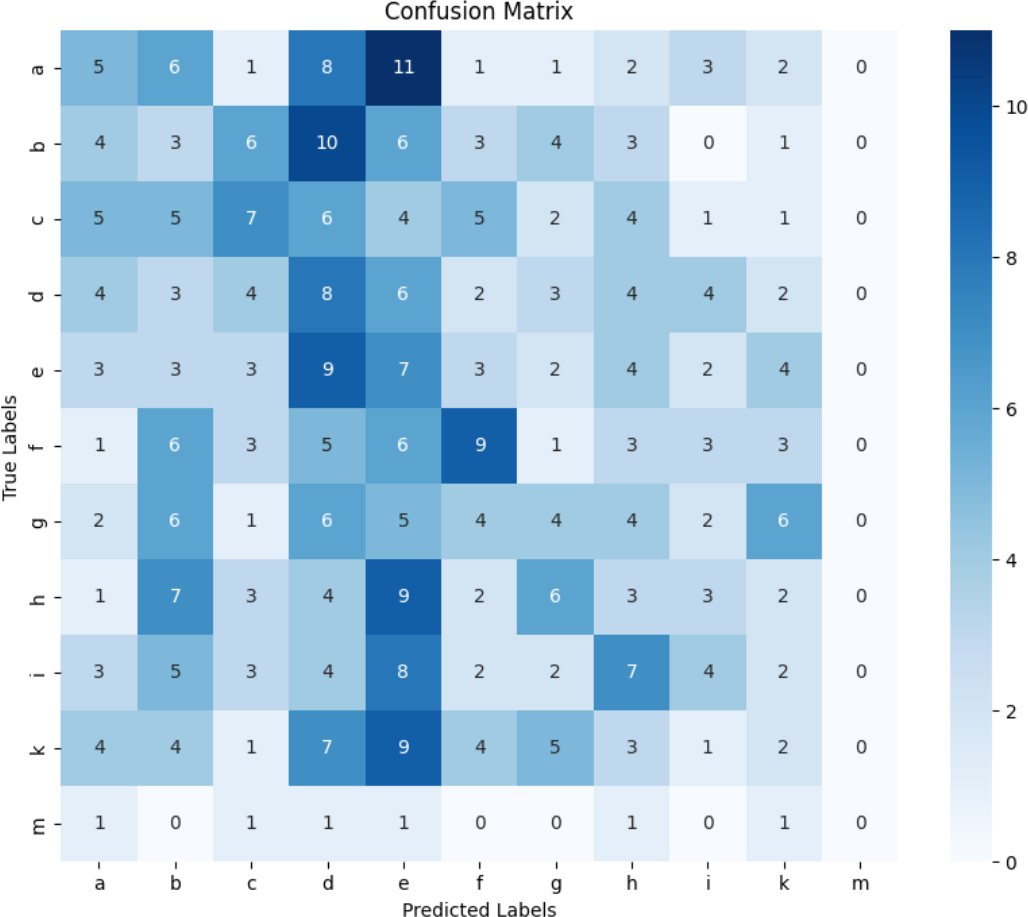 Confusion Matrix
True Labels
a 5 6 1 8 11 1 1 2 3 2 0
b 4 3 6 10 6 3 4 3 0 1 0
c 5 5 7 6 4 5 2 4 1 1 0
d 4 3 4 8 6 2 3 4 4 2 0
e 3 3 3 9 7 3 2 4 2 4 0
f 1 6 3 5 6 9 1 3 3 3 0
g 2 6 1 6 5 4 4 4 2 6 0
h 1 7 3 4 9 2 6 3 3 2 0
i 3 5 3 4 8 2 2 7 4 2 0
k 4 4 1 7 9 4 5 3 1 2 0
m 1 0 1 1 1 0 0 1 0 1 0
a b c d e f g h i k m
Predicted Labels
10
8
6
4
2
0